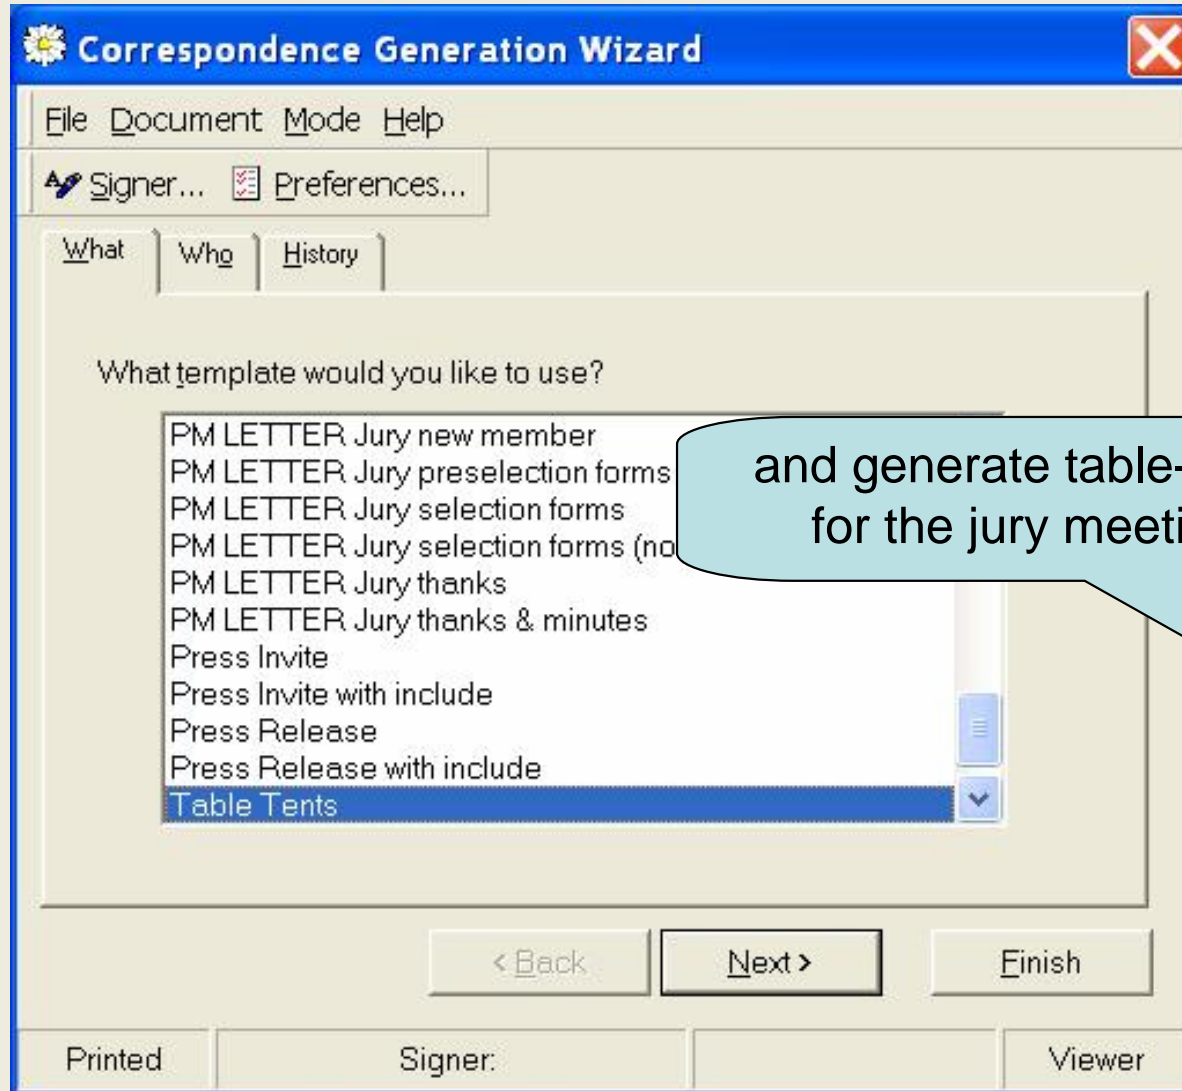 Correspondence Generation Wizard
File Document Mode Help
Signer... Preferences...
What Who History
What template would you like to use?
PM LETTER Jury new member
PM LETTER Jury preselection forms
PM LETTER Jury selection forms
PM LETTER Jury selection forms (no
PM LETTER Jury thanks
PM LETTER Jury thanks & minutes
Press Invite
Press Invite with include
Press Release
Press Release with include
Table Tents
and generate table-
for the jury meeti
< Back Next > Finish
Printed Signer: Viewer